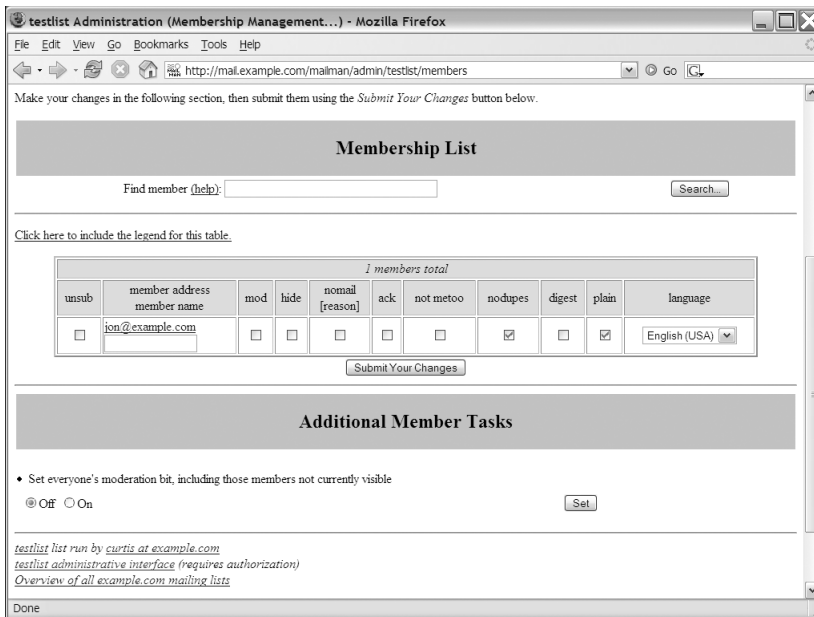 testlist Administration (Membership Management...) - Mozilla Firefox
File Edit View Go Bookmarks Tools Help
http://mail.example.com/mailman/admin/testlist/members Go
Make your changes in the following section, then submit them using the Submit Your Changes button below.
Membership List
Find member (help): Search...
Click here to include the legend for this table.
1 members total
unsub member address member name mod hide nomail [reason] ack not metoo nodupes digest plain language
jon@example.com English (USA)
Submit Your Changes
Additional Member Tasks
Set everyone's moderation bit, including those members not currently visible
Off On Set
testlist list run by curtis at example.com
testlist administrative interface (requires authorization)
Overview of all example.com mailing lists
Done